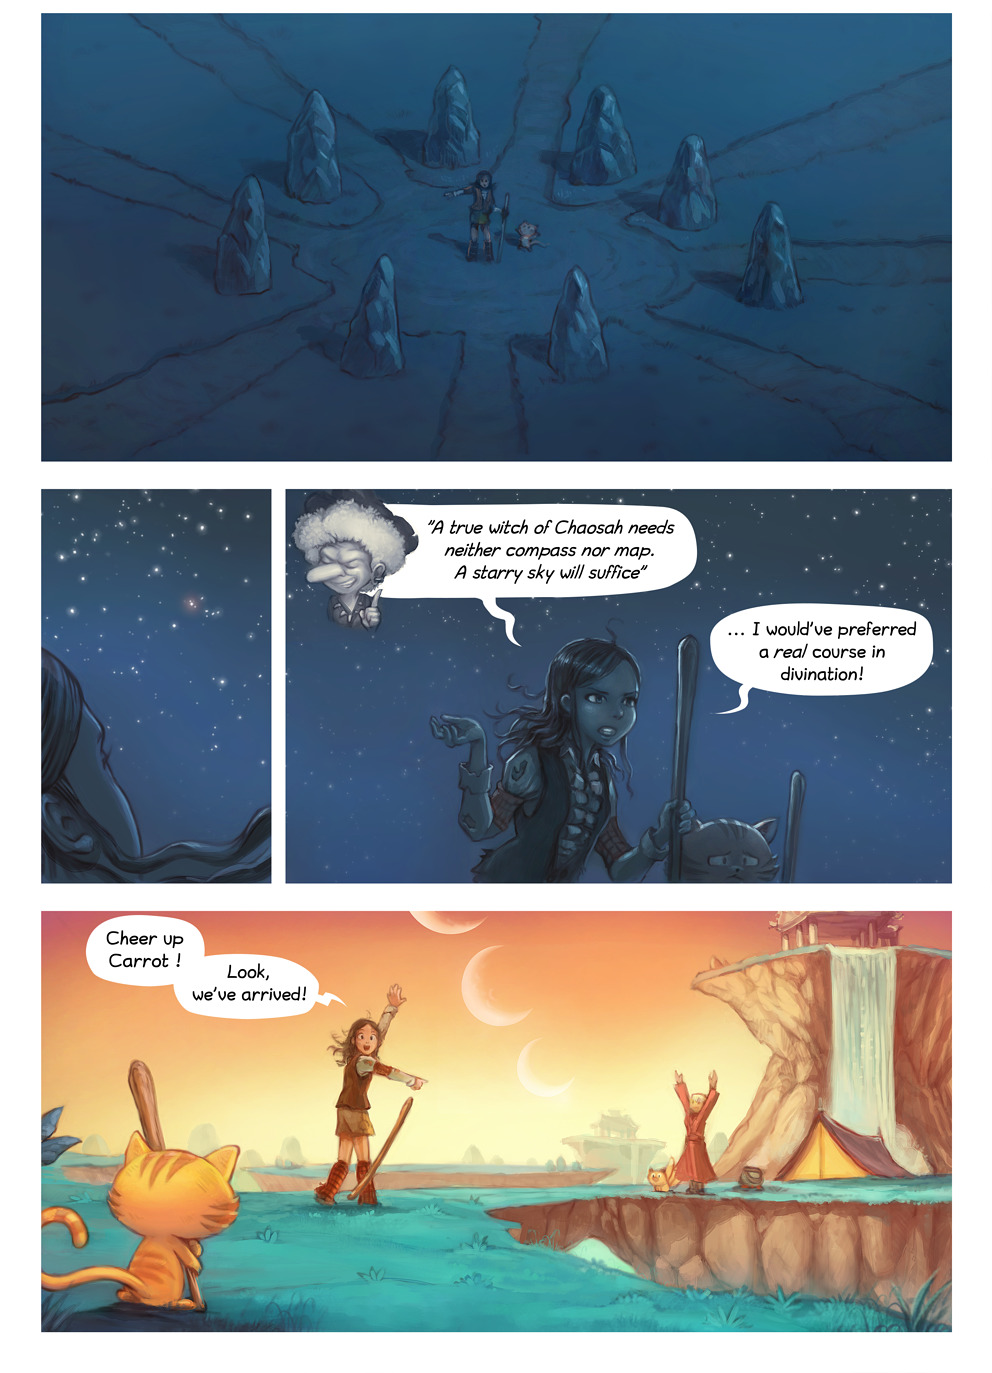 "A true witch of Chaosah needs
neither compass nor map.
A starry sky will suffice"
... I would've preferred
a real course in
divination!
Cheer up
Carrot !
Look,
we've arrived!